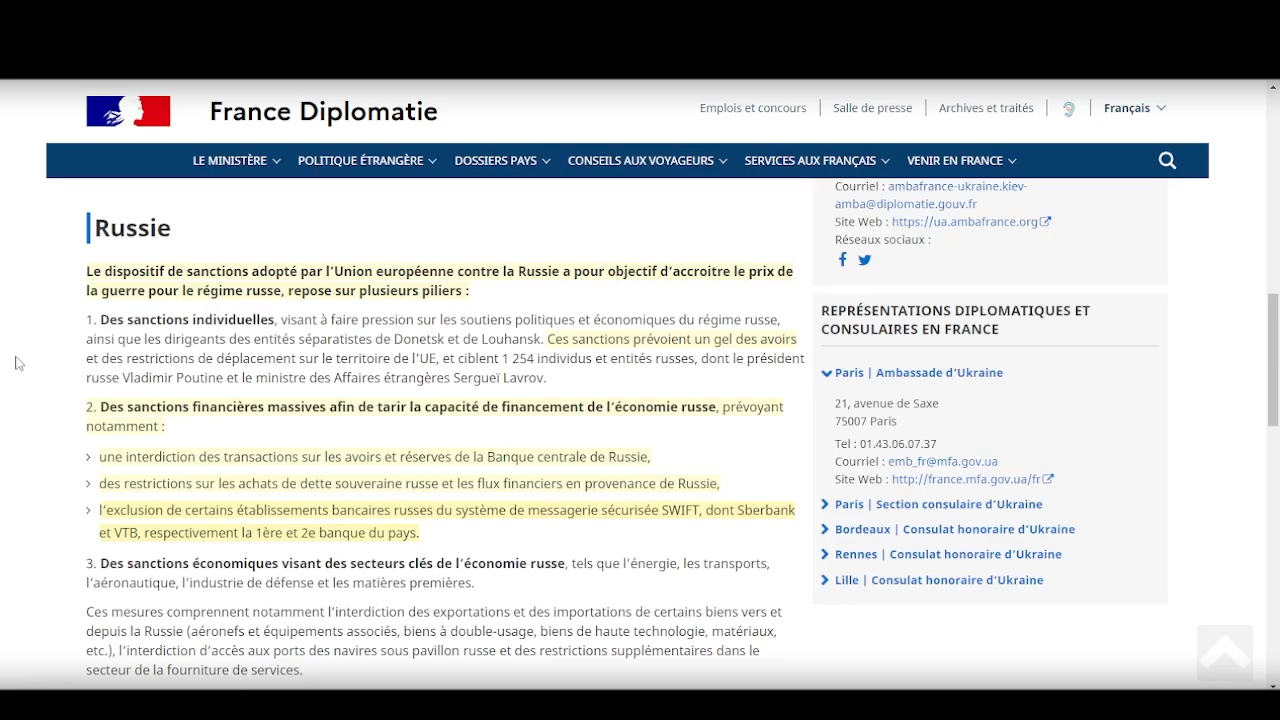 France Diplomatie
Emplois et concours
Salle de presse
Archives et traités
Français
LE MINISTÈRE
POLITIQUE ÉTRANGÈRE
DOSSIERS PAYS
CONSEILS AUX VOYAGEURS
SERVICES AUX FRANÇAIS
VENIR EN FRANCE
Russie
Le dispositif de sanctions adopté par l'Union européenne contre la Russie a pour objectif d'accroitre le prix de
la guerre pour le régime russe, repose sur plusieurs piliers :
1. Des sanctions individuelles, visant à faire pression sur les soutiens politiques et économiques du régime russe,
ainsi que les dirigeants des entités séparatistes de Donetsk et de Louhansk. Ces sanctions prévoient un gel des avoirs
et des restrictions de déplacement sur le territoire de l'UE, et ciblent 1 254 individus et entités russes, dont le président
russe Vladimir Poutine et le ministre des Affaires étrangères Sergueï Lavrov.
2. Des sanctions financières massives afin de tarir la capacité de financement de l'économie russe, prévoyant
notamment :
une interdiction des transactions sur les avoirs et réserves de la Banque centrale de Russie,
des restrictions sur les achats de dette souveraine russe et les flux financiers en provenance de Russie,
l'exclusion de certains établissements bancaires russes du système de messagerie sécurisée SWIFT, dont Sberbank
et VTB, respectivement la 1ère et 2e banque du pays.
3. Des sanctions économiques visant des secteurs clés de l'économie russe, tels que l'énergie, les transports,
l'aéronautique, l'industrie de défense et les matières premières.
Ces mesures comprennent notamment l'interdiction des exportations et des importations de certains biens vers et
depuis la Russie (aéronefs et équipements associés, biens à double-usage, biens de haute technologie, matériaux,
etc.), l'interdiction d'accès aux ports des navires sous pavillon russe et des restrictions supplémentaires dans le
secteur de la fourniture de services.
Courriel : ambafrance-ukraine.kiev-
amba@diplomatie.gouv.fr
Site Web : https://ua.ambafrance.org
Réseaux sociaux :
REPRÉSENTATIONS DIPLOMATIQUES ET
CONSULAIRES EN FRANCE
Paris | Ambassade d'Ukraine
21, avenue de Saxe
75007 Paris
Tel : 01.43.06.07.37
Courriel : emb_fr@mfa.gov.ua
Site Web : http://france.mfa.gov.ua/fr
Paris | Section consulaire d'Ukraine
Bordeaux | Consulat honoraire d'Ukraine
Rennes | Consulat honoraire d'Ukraine
Lille | Consulat honoraire d'Ukraine